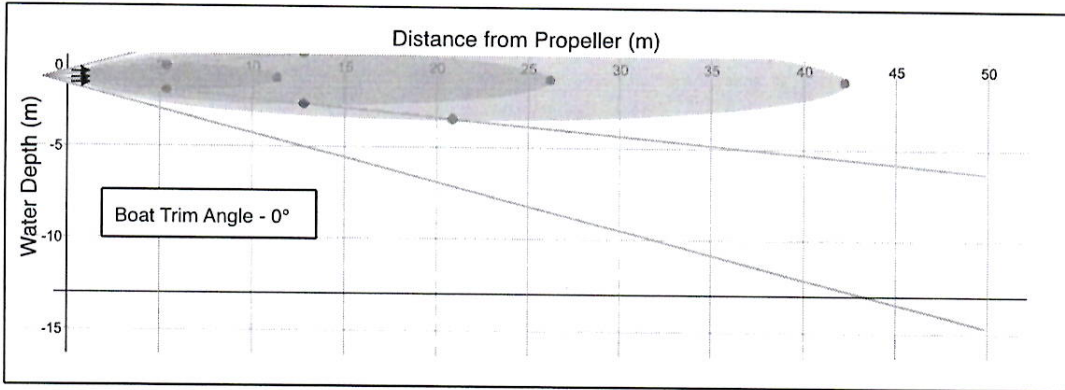 Distance from Propeller (m)
0 5 10 15 20 25 30 35 40 45 50
Water Depth (m)
-5
Boat Trim Angle - 0°
-10
-15